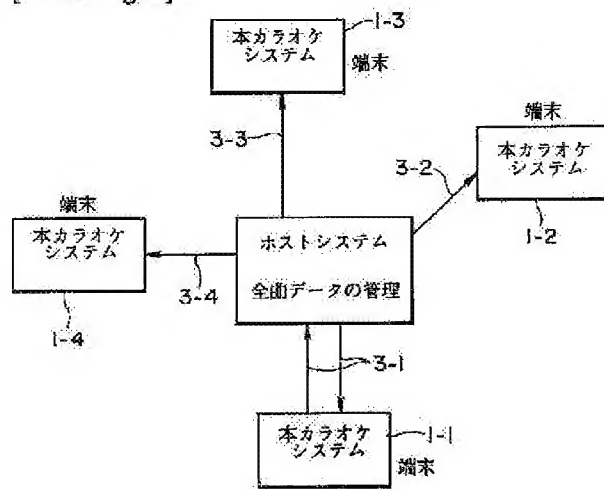 1-3
本カラオケ
システム
端末
3-3
端末
本カラオケ
システム
3-2
1-2
端末
本カラオケ
システム
3-4
1-4
ホストシステム
全曲データの管理
3-1
本カラオケ
システム
1-1
端末